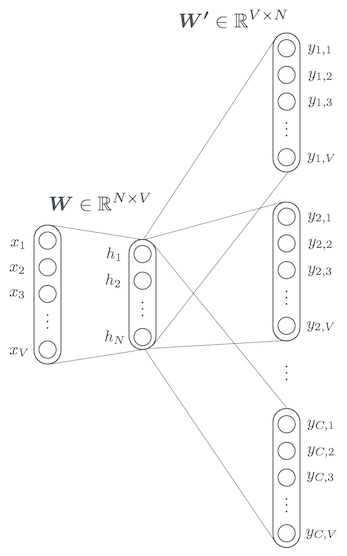 W' ∈ ℝ^{V×N}
y_{1,1}
y_{1,2}
y_{1,3}
⋮
y_{1,V}
W ∈ ℝ^{N×V}
x_1
x_2
x_3
⋮
x_V
h_1
h_2
⋮
h_N
y_{2,1}
y_{2,2}
y_{2,3}
⋮
y_{2,V}
⋮
y_{C,1}
y_{C,2}
y_{C,3}
⋮
y_{C,V}